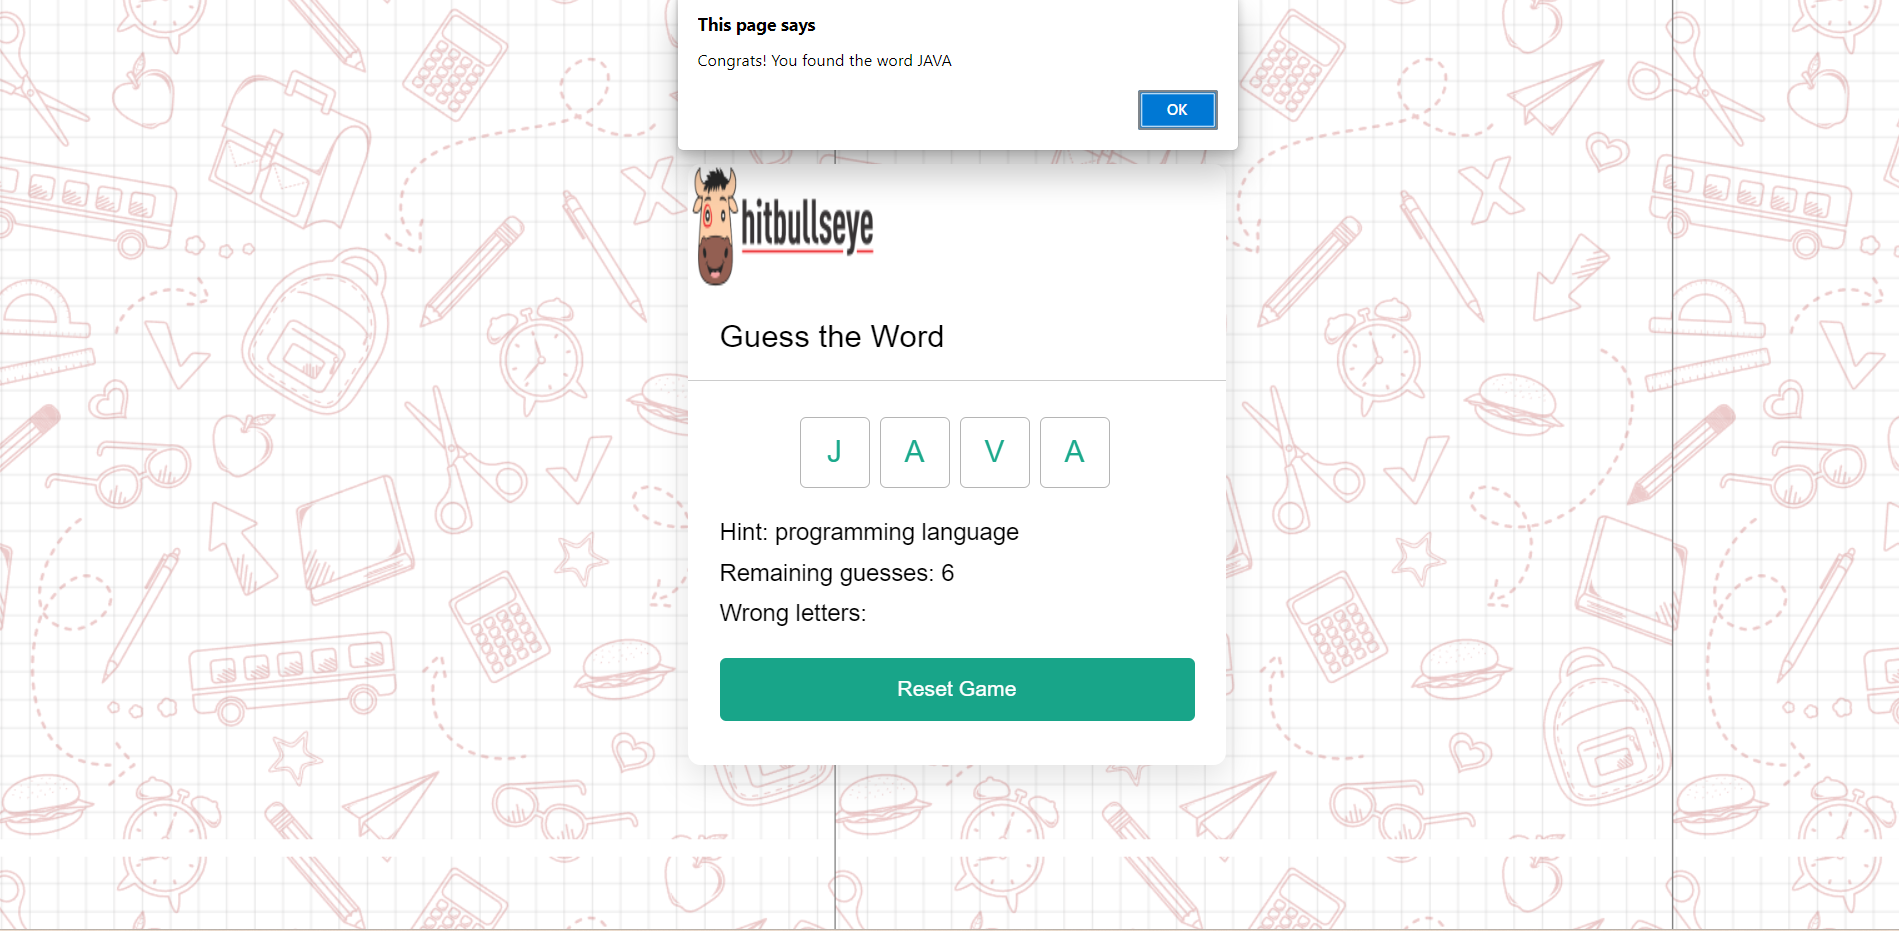 This page says
Congrats! You found the word JAVA
OK
hitbullseye
Guess the Word
J A V A
Hint: programming language
Remaining guesses: 6
Wrong letters:
Reset Game